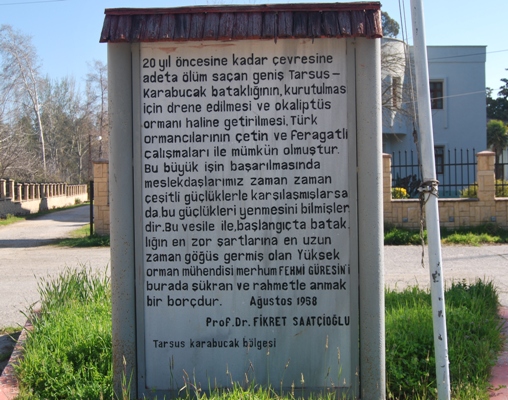 20 yıl öncesine kadar çevresine
adeta ölüm saçan geniş Tarsus–
Karabucak bataklığının, kurutulmas
için drene edilmesi ve okaliptüs
ormanı haline getirilmesi, Türk
ormancılarının çetin ve feragatli
çalışmaları ile mümkün olmuştur.
Bu büyük işin başarılmasında
meslekdaşlarımız zaman zaman
çeşitli güçlüklerle karşılaşmışlarsa
da, bu güçlükleri yenmesini bilmişler
dir. Bu vesile ile, başlangıçta batak
lığın en zor şartlarına en uzun
zaman göğüs germiş olan Yüksek
orman mühendisi merhum FEHMİ GÜRESİN'İ
burada şükran ve rahmetle anmak
bir borçdur. Ağustos 1958
Prof. Dr. FİKRET SAATÇİOĞLU
Tarsus karabucak bölgesi